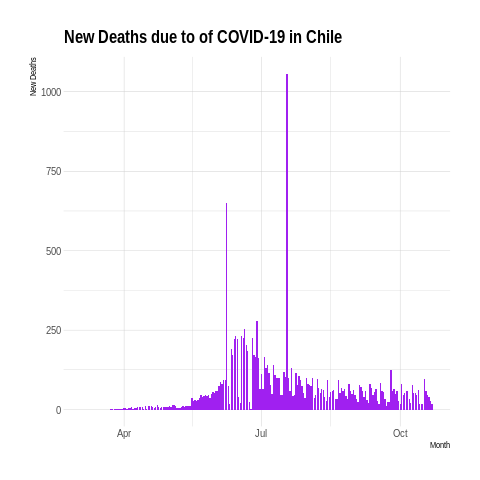 New Deaths due to of COVID-19 in Chile
New Deaths
1000
750
500
250
0
Apr
Jul
Oct
Month